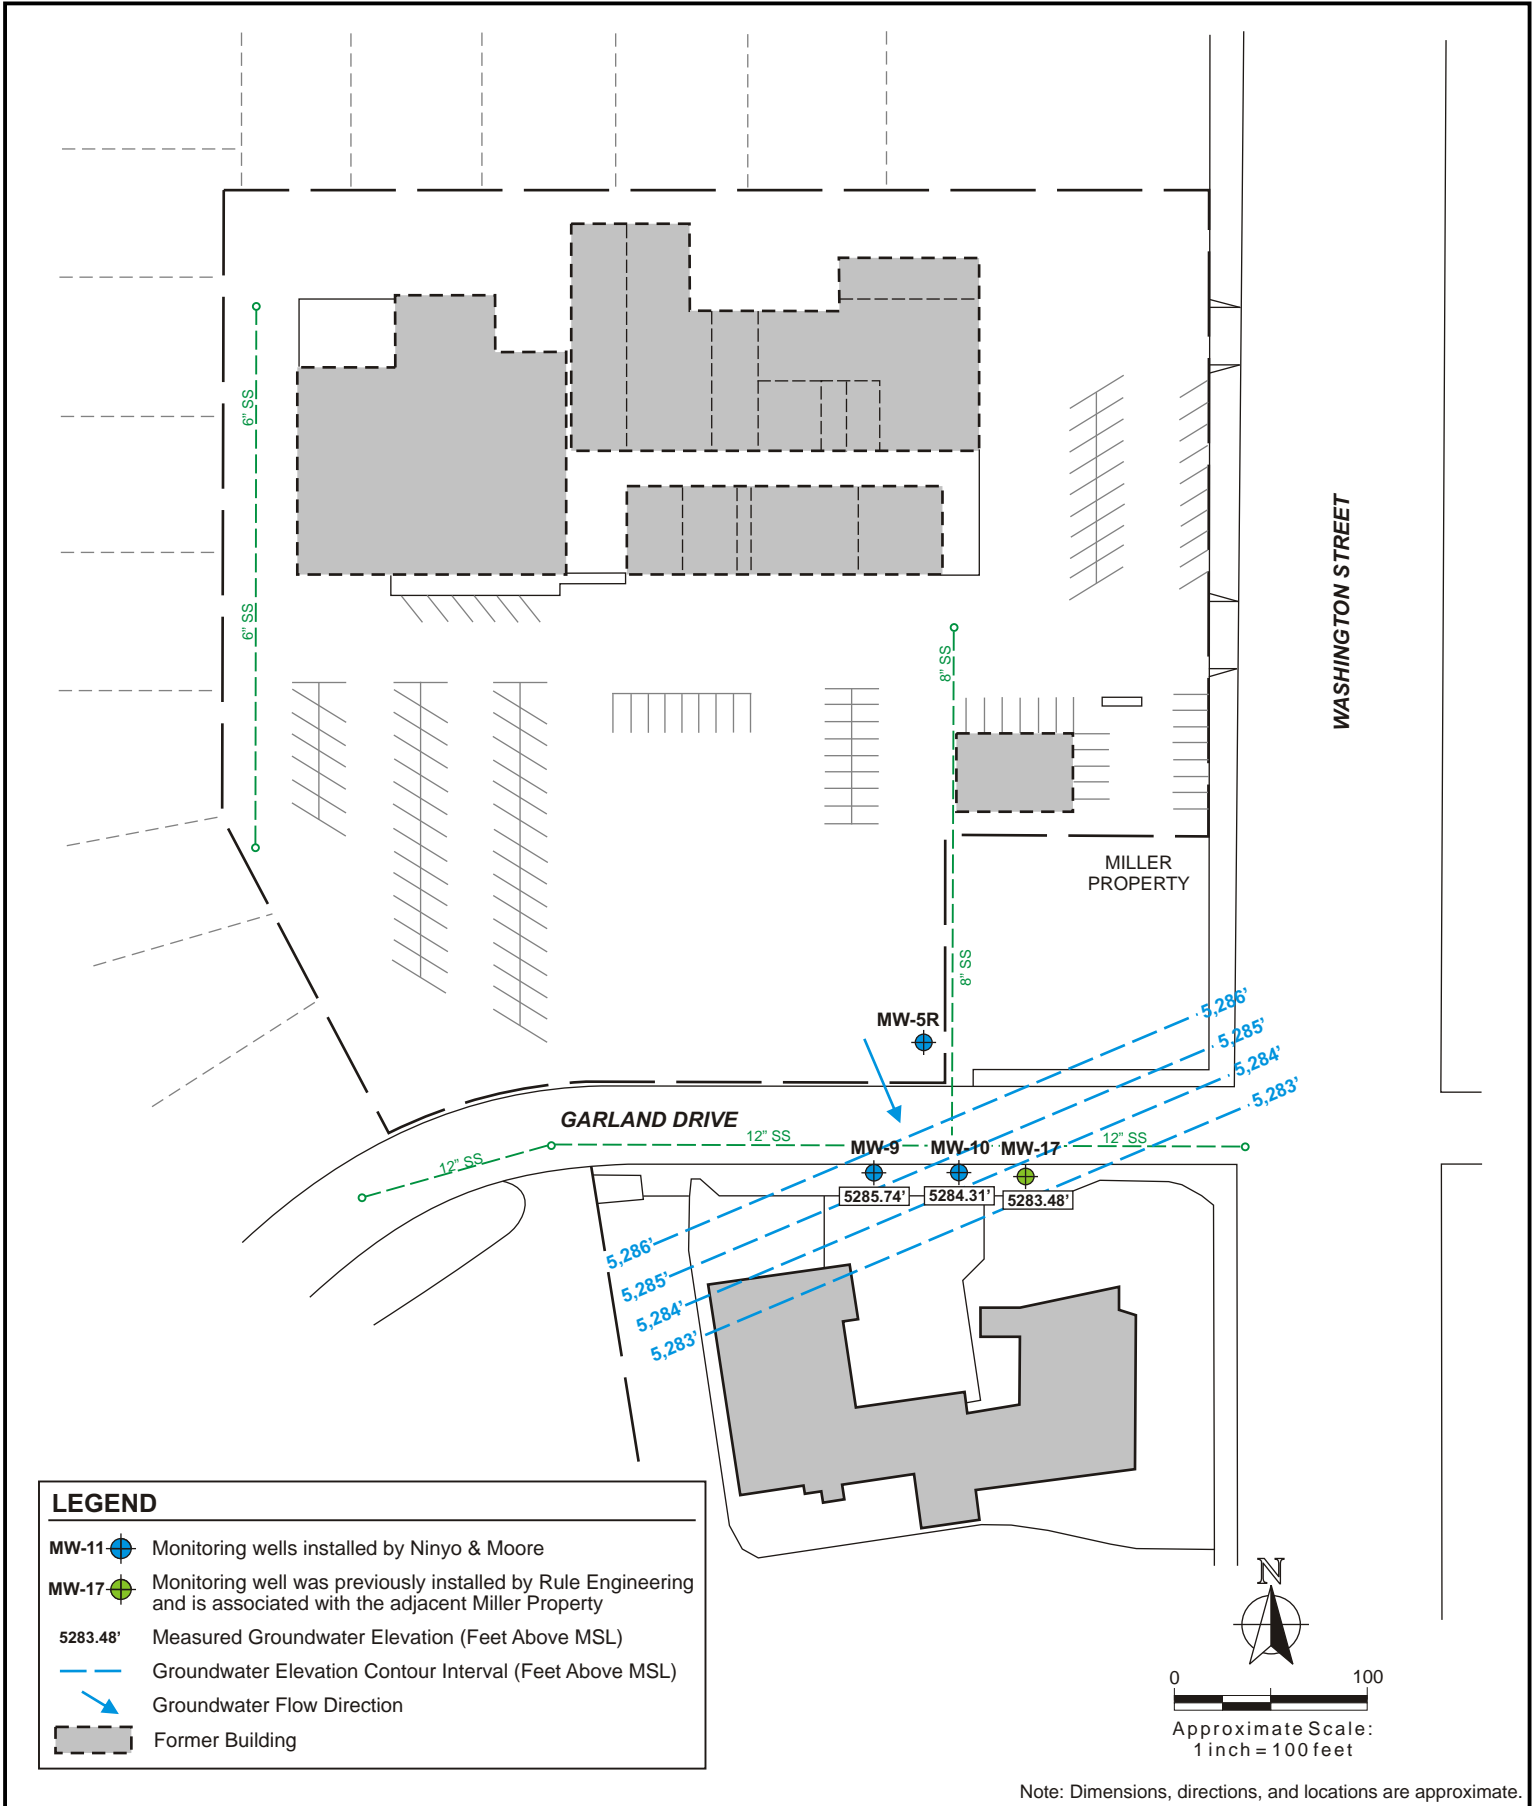 6" SS
6" SS
8" SS
WASHINGTON STREET
MILLER
PROPERTY
8" SS
MW-5R
5,286’
5,285’
5,284’
5,283’
GARLAND DRIVE
12" SS
12" SS
12" SS
MW-9
MW-10
MW-17
5285.74’
5284.31’
5283.48’
5,286’
5,285’
5,284’
5,283’
LEGEND
MW-11 Monitoring wells installed by Ninyo & Moore
MW-17 Monitoring well was previously installed by Rule Engineering
and is associated with the adjacent Miller Property
5283.48’ Measured Groundwater Elevation (Feet Above MSL)
Groundwater Elevation Contour Interval (Feet Above MSL)
Groundwater Flow Direction
Former Building
N
0 100
Approximate Scale:
1 inch = 100 feet
Note: Dimensions, directions, and locations are approximate.